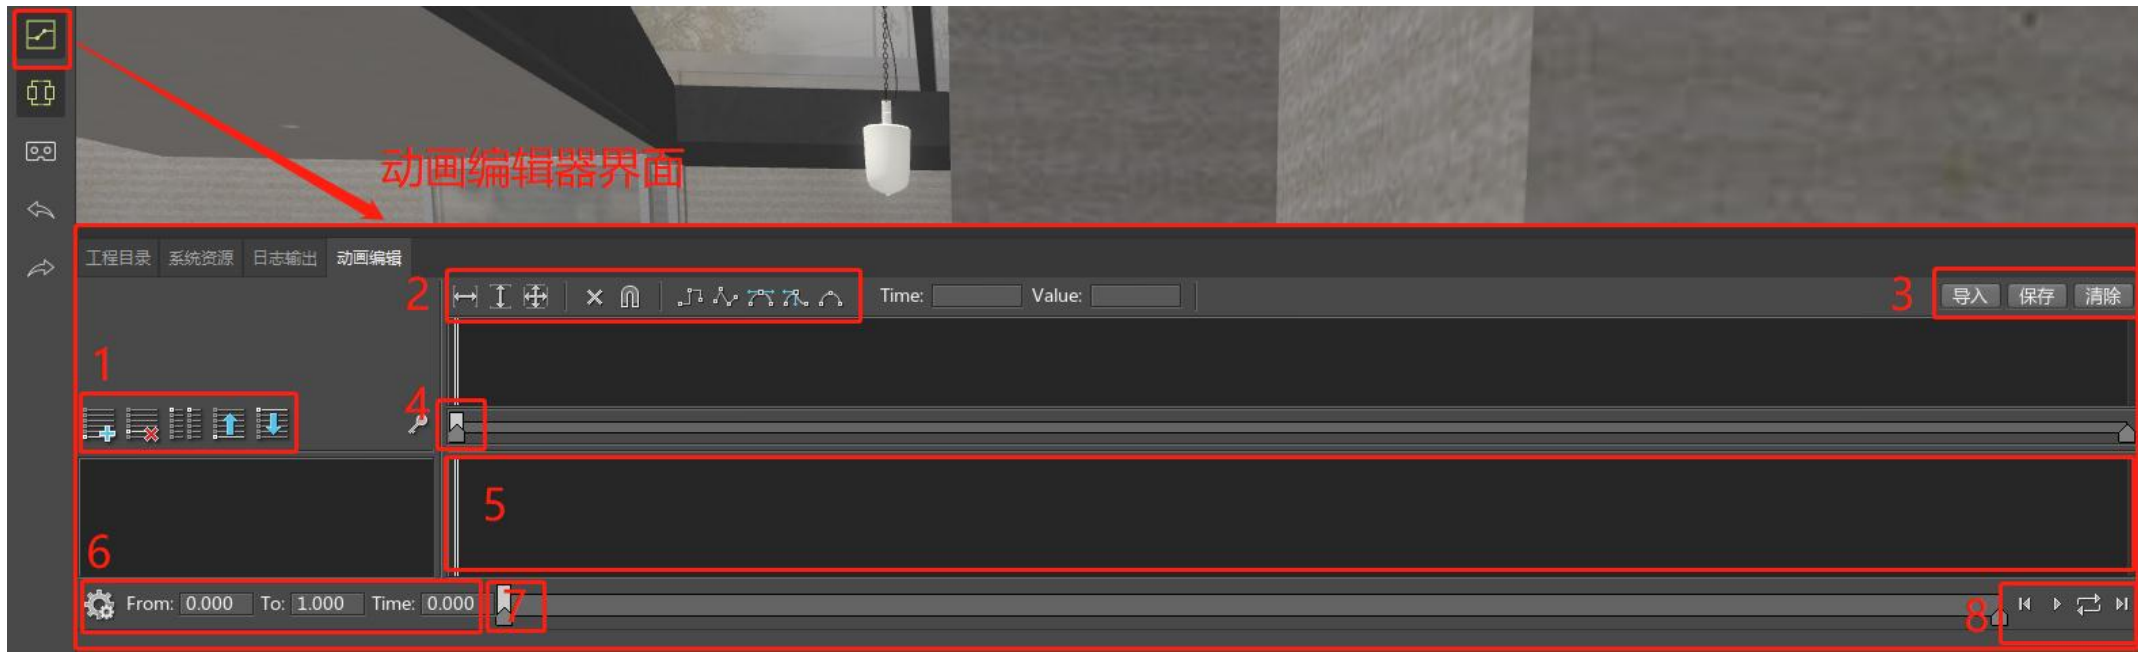 动画编辑器界面
工程目录 系统资源 日志输出 动画编辑
2 Time: Value: 3 导入 保存 清除
1
4
5
6
From: 0.000 To: 1.000 Time: 0.000 7 8